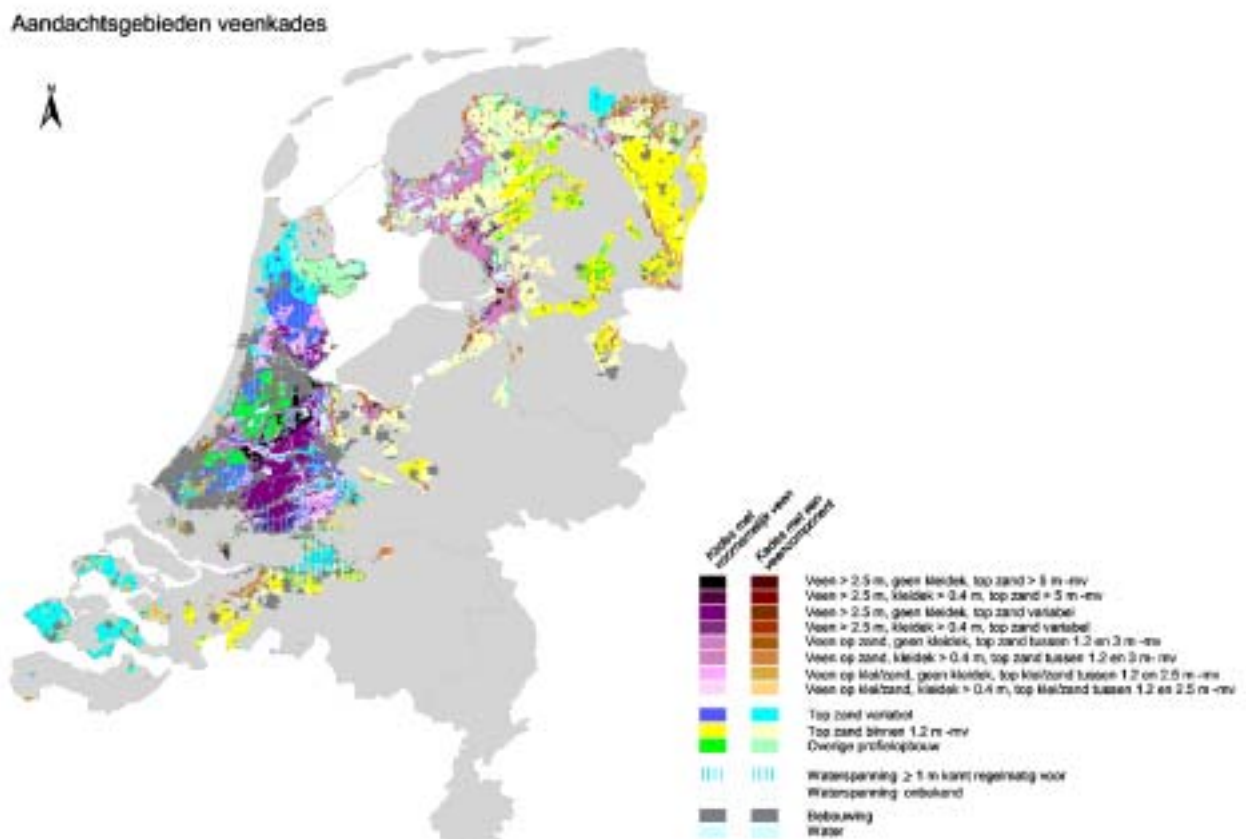 Aandachtsgebieden veenkades
N
Kades met
voornamelijk veen
Kades met een
veencomponent
Veen > 2.5 m, geen kleidek, top zand > 5 m -mv
Veen > 2.5 m, kleidek > 0.4 m, top zand > 5 m -mv
Veen > 2.5 m, geen kleidek, top zand variabel
Veen > 2.5 m, kleidek > 0.4 m, top zand variabel
Veen op zand, geen kleidek, top zand tussen 1.2 en 3 m -mv
Veen op zand, kleidek > 0.4 m, top zand tussen 1.2 en 3 m -mv
Veen op klei/zand, geen kleidek, top klei/zand tussen 1.2 en 2.5 m -mv
Veen op klei/zand, kleidek > 0.4 m, top klei/zand tussen 1.2 en 2.5 m -mv
Top zand variabel
Top zand binnen 1.2 m -mv
Overige profielopbouw
Waterspanning ≥ 1 m komt regelmatig voor
Waterspanning onbekend
Bebouwing
Water